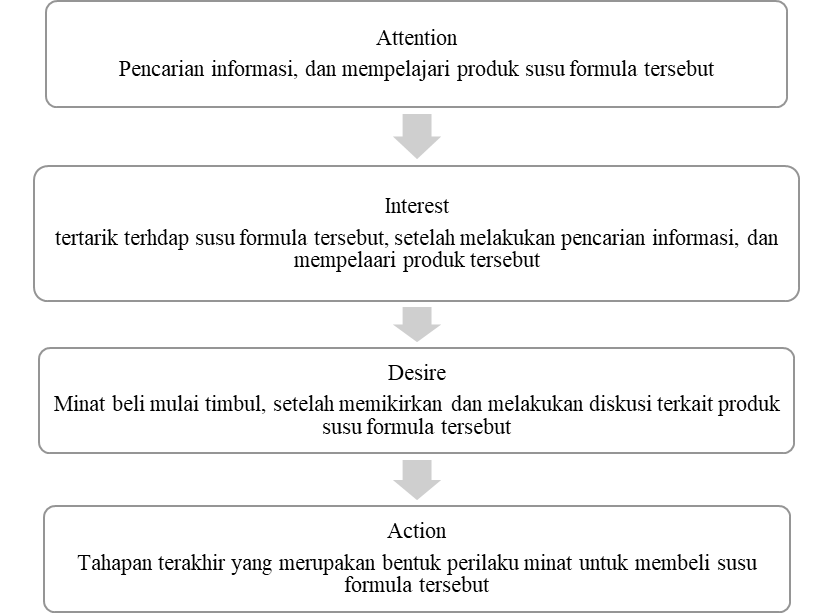 Attention
Pencarian informasi, dan mempelajari produk susu formula tersebut
Interest
tertarik terhdap susu formula tersebut, setelah melakukan pencarian informasi, dan
mempelaari produk tersebut
Desire
Minat beli mulai timbul, setelah memikirkan dan melakukan diskusi terkait produk
susu formula tersebut
Action
Tahapan terakhir yang merupakan bentuk perilaku minat untuk membeli susu
formula tersebut